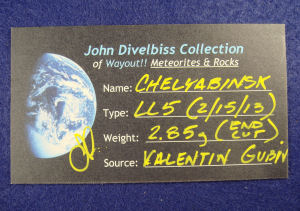 John Divelbiss Collection
of Wayout!! Meteorites & Rocks
Name: CHELYABINSK
Type: LL5 (2/15/13)
Weight: 2.85g (END CUT).
Source: VALENTIN GUBIN